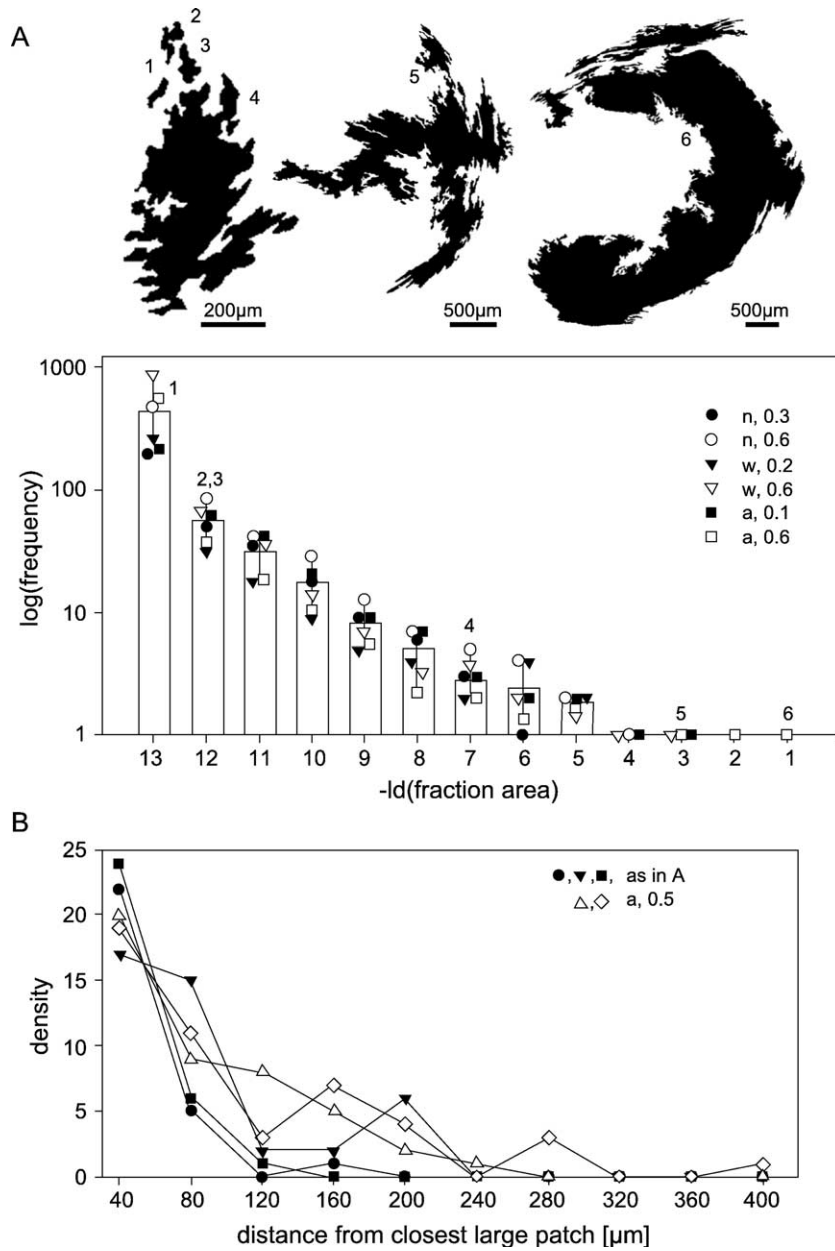 A
2
3
1
4
5
6
200µm
500µm
500µm
1000
100
10
1
log(frequency)
1
2,3
4
5
6
n, 0.3
n, 0.6
w, 0.2
w, 0.6
a, 0.1
a, 0.6
13 12 11 10 9 8 7 6 5 4 3 2 1
-ld(fraction area)
B
25
20
15
10
5
0
density
, , , as in A
, a, 0.5
40 80 120 160 200 240 280 320 360 400
distance from closest large patch [µm]